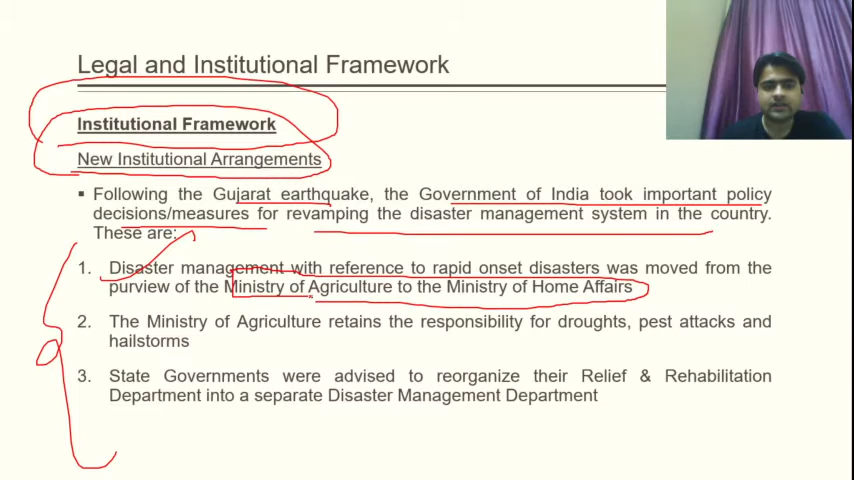 Legal and Institutional Framework
Institutional Framework
New Institutional Arrangements
▪ Following the Gujarat earthquake, the Government of India took important policy
decisions/measures for revamping the disaster management system in the country.
These are:
1. Disaster management with reference to rapid onset disasters was moved from the
purview of the Ministry of Agriculture to the Ministry of Home Affairs
2. The Ministry of Agriculture retains the responsibility for droughts, pest attacks and
hailstorms
3. State Governments were advised to reorganize their Relief & Rehabilitation
Department into a separate Disaster Management Department